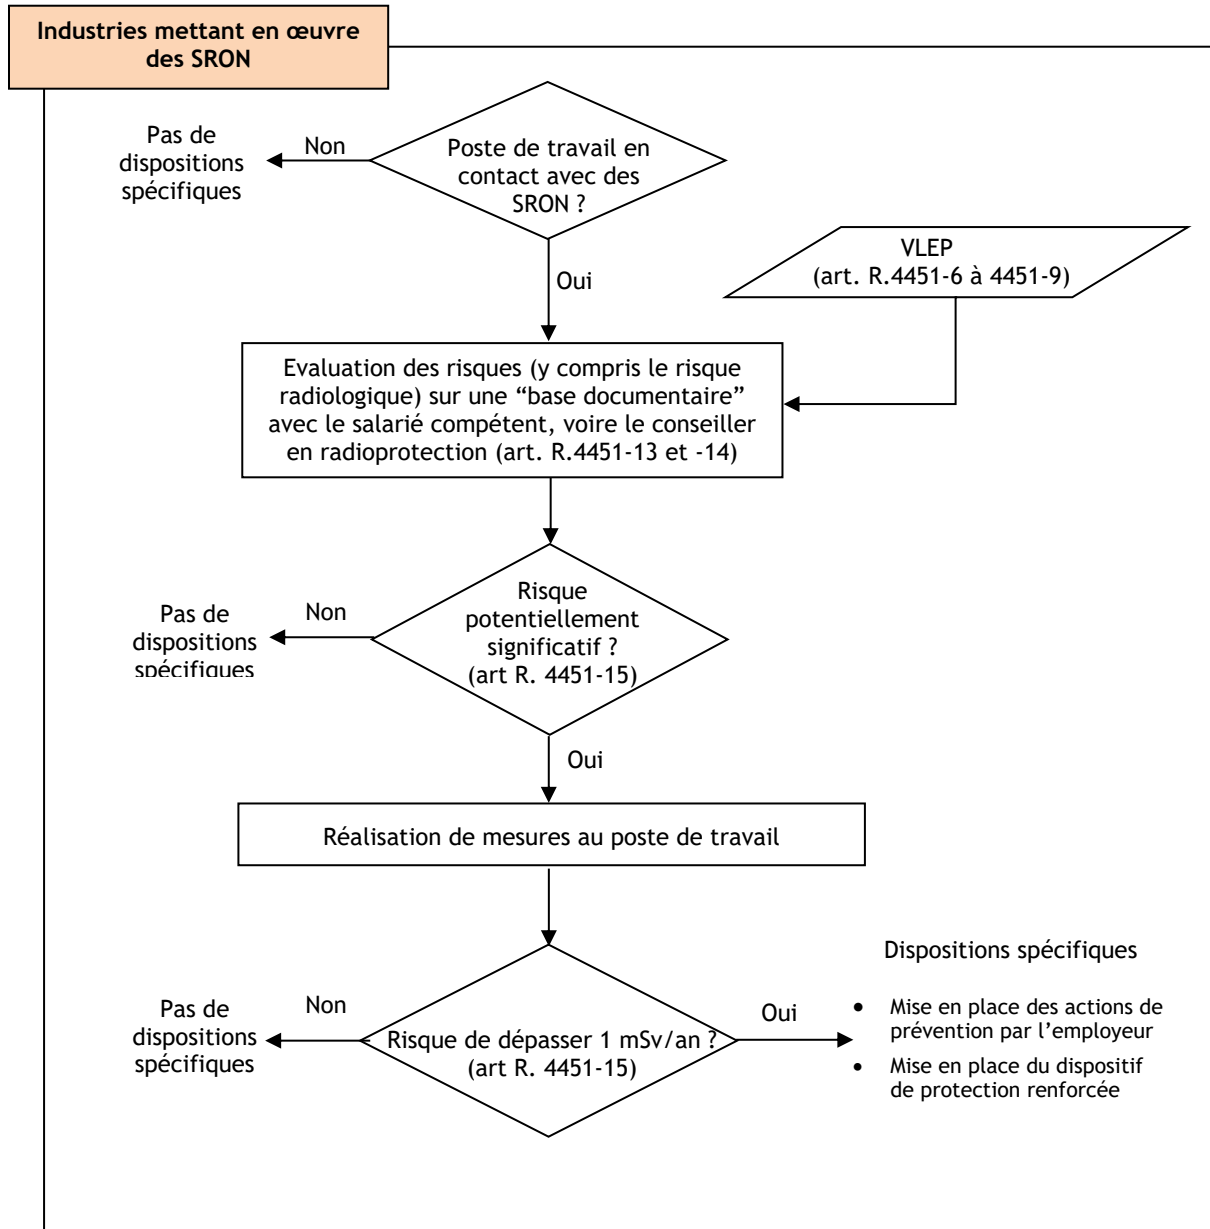 Industries mettant en œuvre
des SRON
Pas de
dispositions
spécifiques
Non
Poste de travail en
contact avec des
SRON ?
VLEP
(art. R.4451-6 à 4451-9)
Oui
Evaluation des risques (y compris le risque
radiologique) sur une “base documentaire”
avec le salarié compétent, voire le conseiller
en radioprotection (art. R.4451-13 et -14)
Pas de
dispositions
spécifiques
Non
Risque
potentiellement
significatif ?
(art R. 4451-15)
Oui
Réalisation de mesures au poste de travail
Pas de
dispositions
spécifiques
Non
Risque de dépasser 1 mSv/an ?
(art R. 4451-15)
Oui
Dispositions spécifiques
• Mise en place des actions de
prévention par l’employeur
• Mise en place du dispositif
de protection renforcée